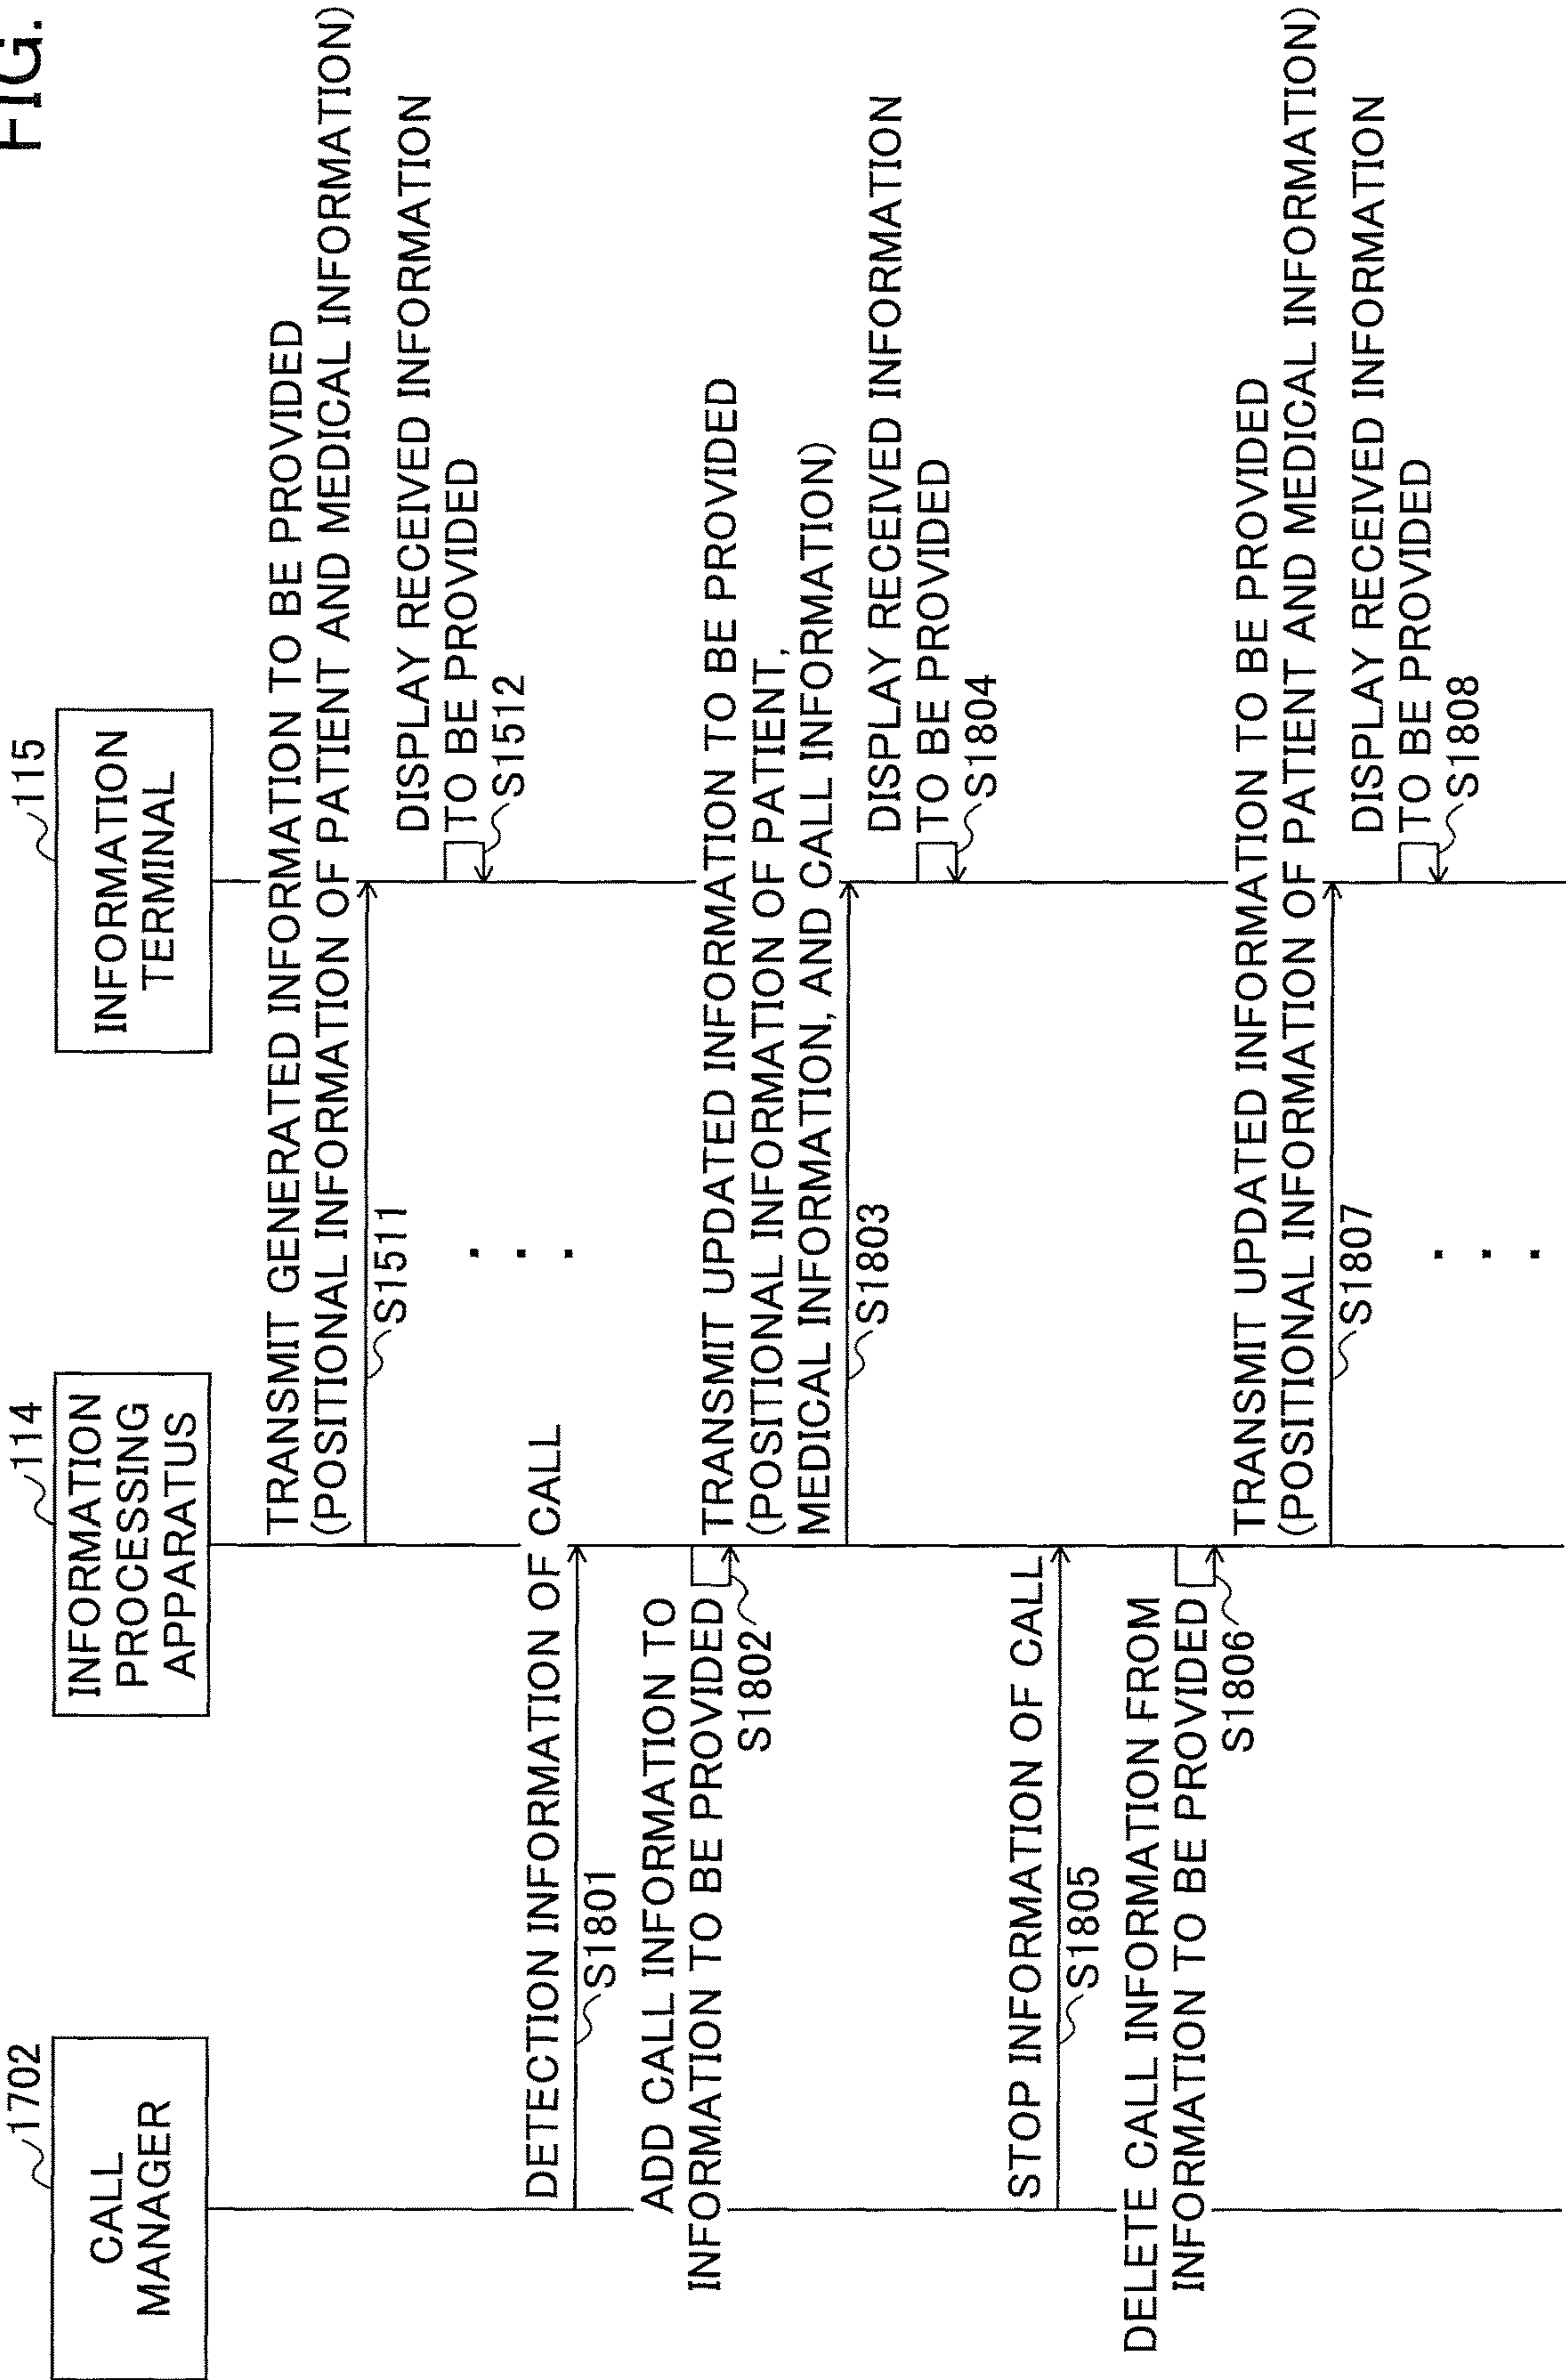 FIG.
1702
CALL
MANAGER
114
INFORMATION
PROCESSING
APPARATUS
115
INFORMATION
TERMINAL
TRANSMIT GENERATED INFORMATION TO BE PROVIDED
(POSITIONAL INFORMATION OF PATIENT AND MEDICAL INFORMATION)
S1511
DISPLAY RECEIVED INFORMATION
TO BE PROVIDED
S1512
DETECTION INFORMATION OF CALL
S1801
ADD CALL INFORMATION TO
INFORMATION TO BE PROVIDED
S1802
TRANSMIT UPDATED INFORMATION TO BE PROVIDED
(POSITIONAL INFORMATION OF PATIENT,
MEDICAL INFORMATION, AND CALL INFORMATION)
S1803
DISPLAY RECEIVED INFORMATION
TO BE PROVIDED
S1804
STOP INFORMATION OF CALL
S1805
DELETE CALL INFORMATION FROM
INFORMATION TO BE PROVIDED
S1806
TRANSMIT UPDATED INFORMATION TO BE PROVIDED
(POSITIONAL INFORMATION OF PATIENT AND MEDICAL INFORMATION)
S1807
DISPLAY RECEIVED INFORMATION
TO BE PROVIDED
S1808